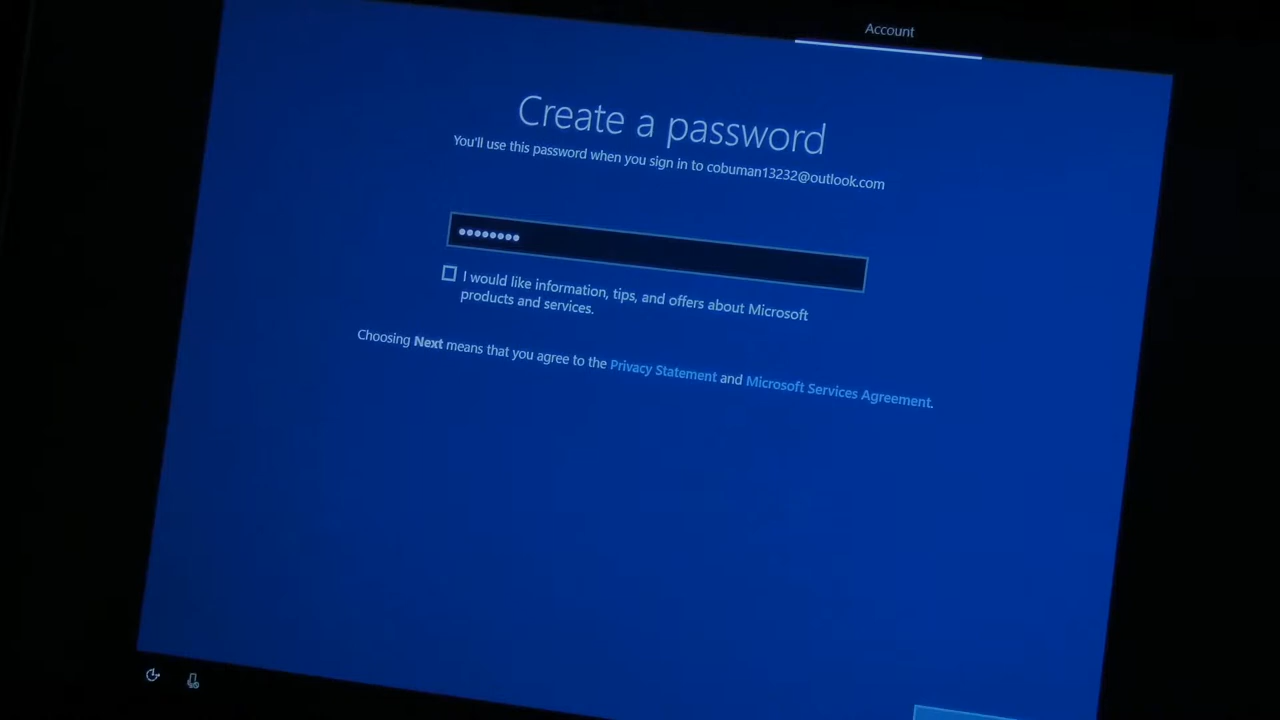 Account
Create a password
You'll use this password when you sign in to cobuman13232@outlook.com
I would like information, tips, and offers about Microsoft
products and services.
Choosing Next means that you agree to the Privacy Statement and Microsoft Services Agreement.